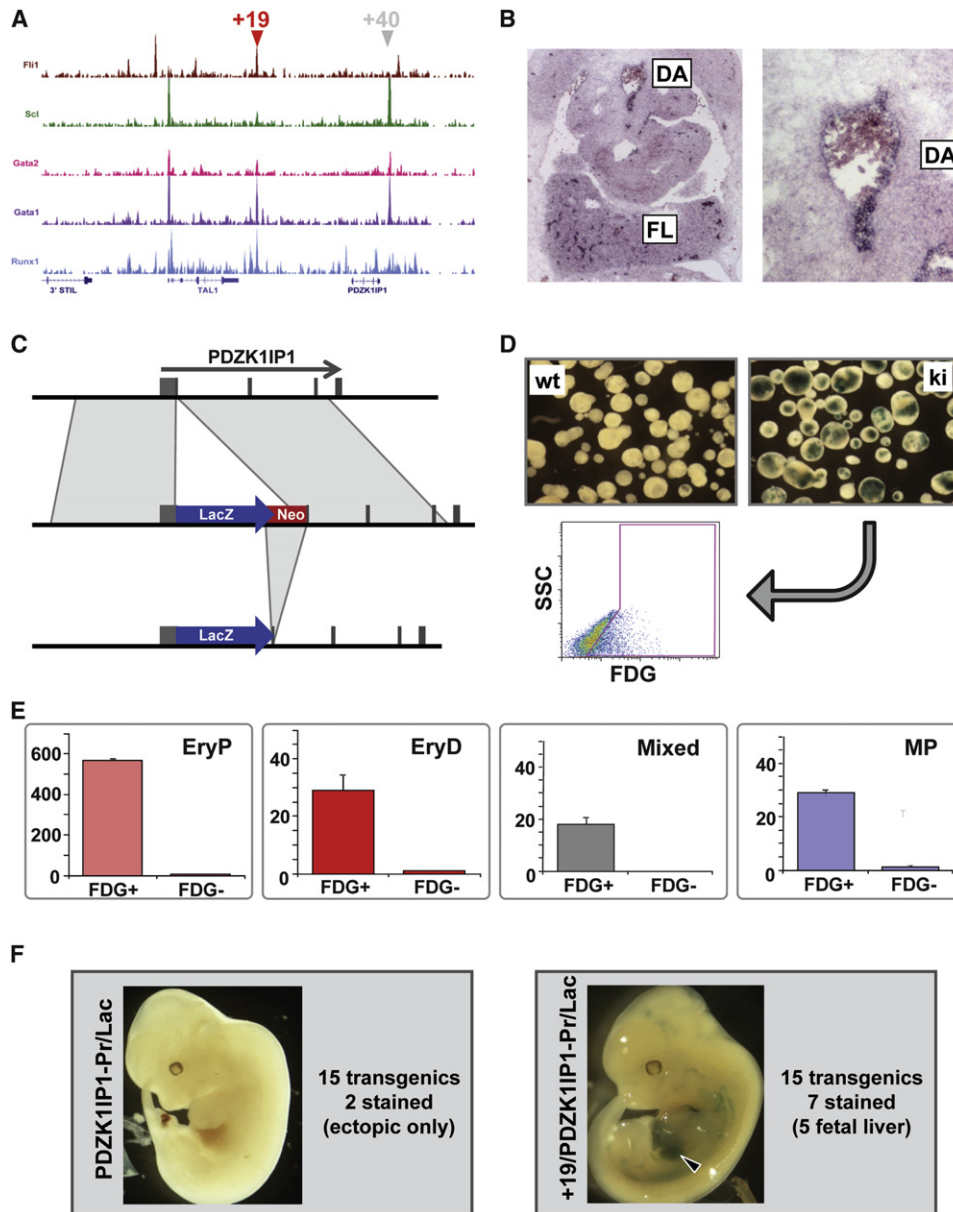 A
+19
+40
Fli1
Scl
Gata2
Gata1
Runx1
3' STIL
TAL1
PDZK1IP1
B
DA
FL
DA
C
PDZK1IP1
LacZ
Neo
LacZ
D
wt
ki
SSC
FDG
E
EryP
600
400
200
0
FDG+
FDG-
EryD
40
20
0
FDG+
FDG-
Mixed
40
20
0
FDG+
FDG-
MP
40
20
0
FDG+
FDG-
F
PDZK1IP1-Pr/Lac
15 transgenics
2 stained
(ectopic only)
+19/PDZK1IP1-Pr/Lac
15 transgenics
7 stained
(5 fetal liver)